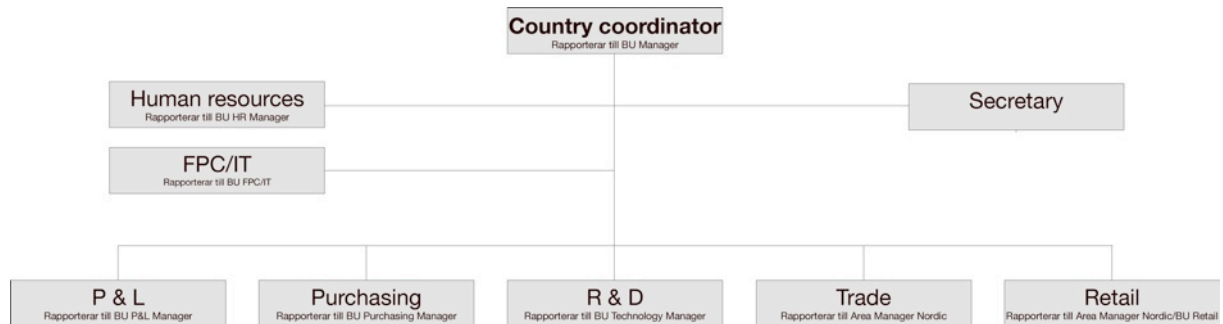 Country coordinator
Rapporterar till BU Manager
Human resources
Rapporterar till BU HR Manager
Secretary
FPC/IT
Rapporterar till BU FPC/IT
P & L
Rapporterar till BU P&L Manager
Purchasing
Rapporterar till BU Purchasing Manager
R & D
Rapporterar till BU Technology Manager
Trade
Rapporterar till Area Manager Nordic
Retail
Rapporterar till Area Manager Nordic/BU Retail